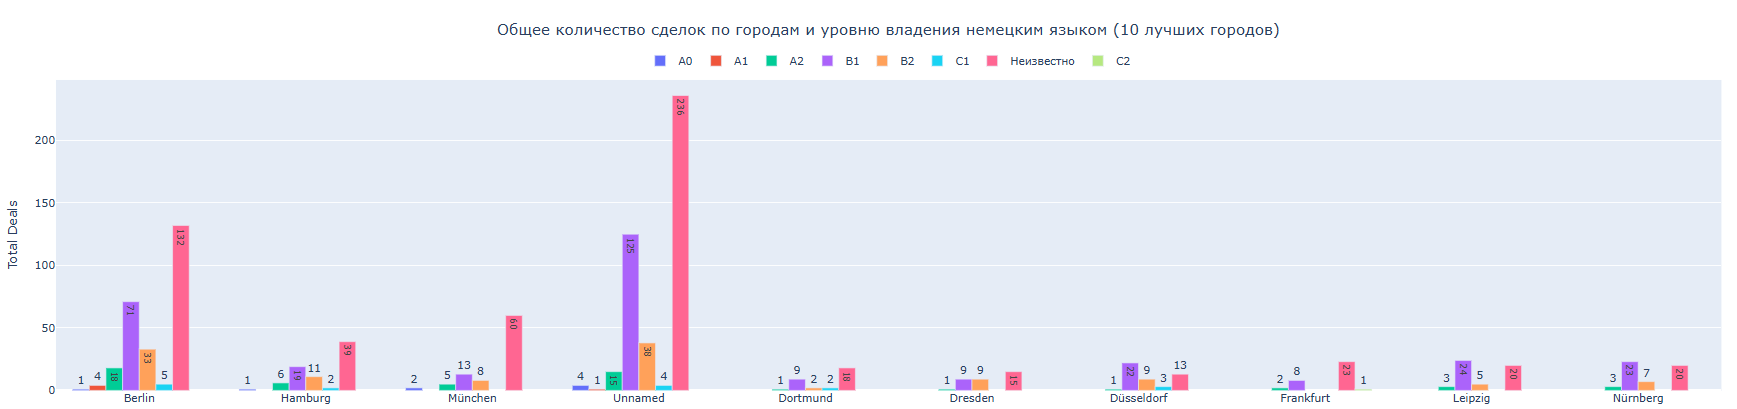 Общее количество сделок по городам и уровню владения немецким языком (10 лучших городов)
A0 A1 A2 B1 B2 C1 Неизвестно C2
Total Deals
200
150
100
50
0
1 4 18 71 33 5 132
1 6 19 11 2 39
2 5 13 8 60
4 1 15 125 38 4 236
1 9 2 2 18
1 9 9 15
1 22 9 3 13
2 8 23 1
3 24 5 20
3 23 7 20
Berlin Hamburg München Unnamed Dortmund Dresden Düsseldorf Frankfurt Leipzig Nürnberg